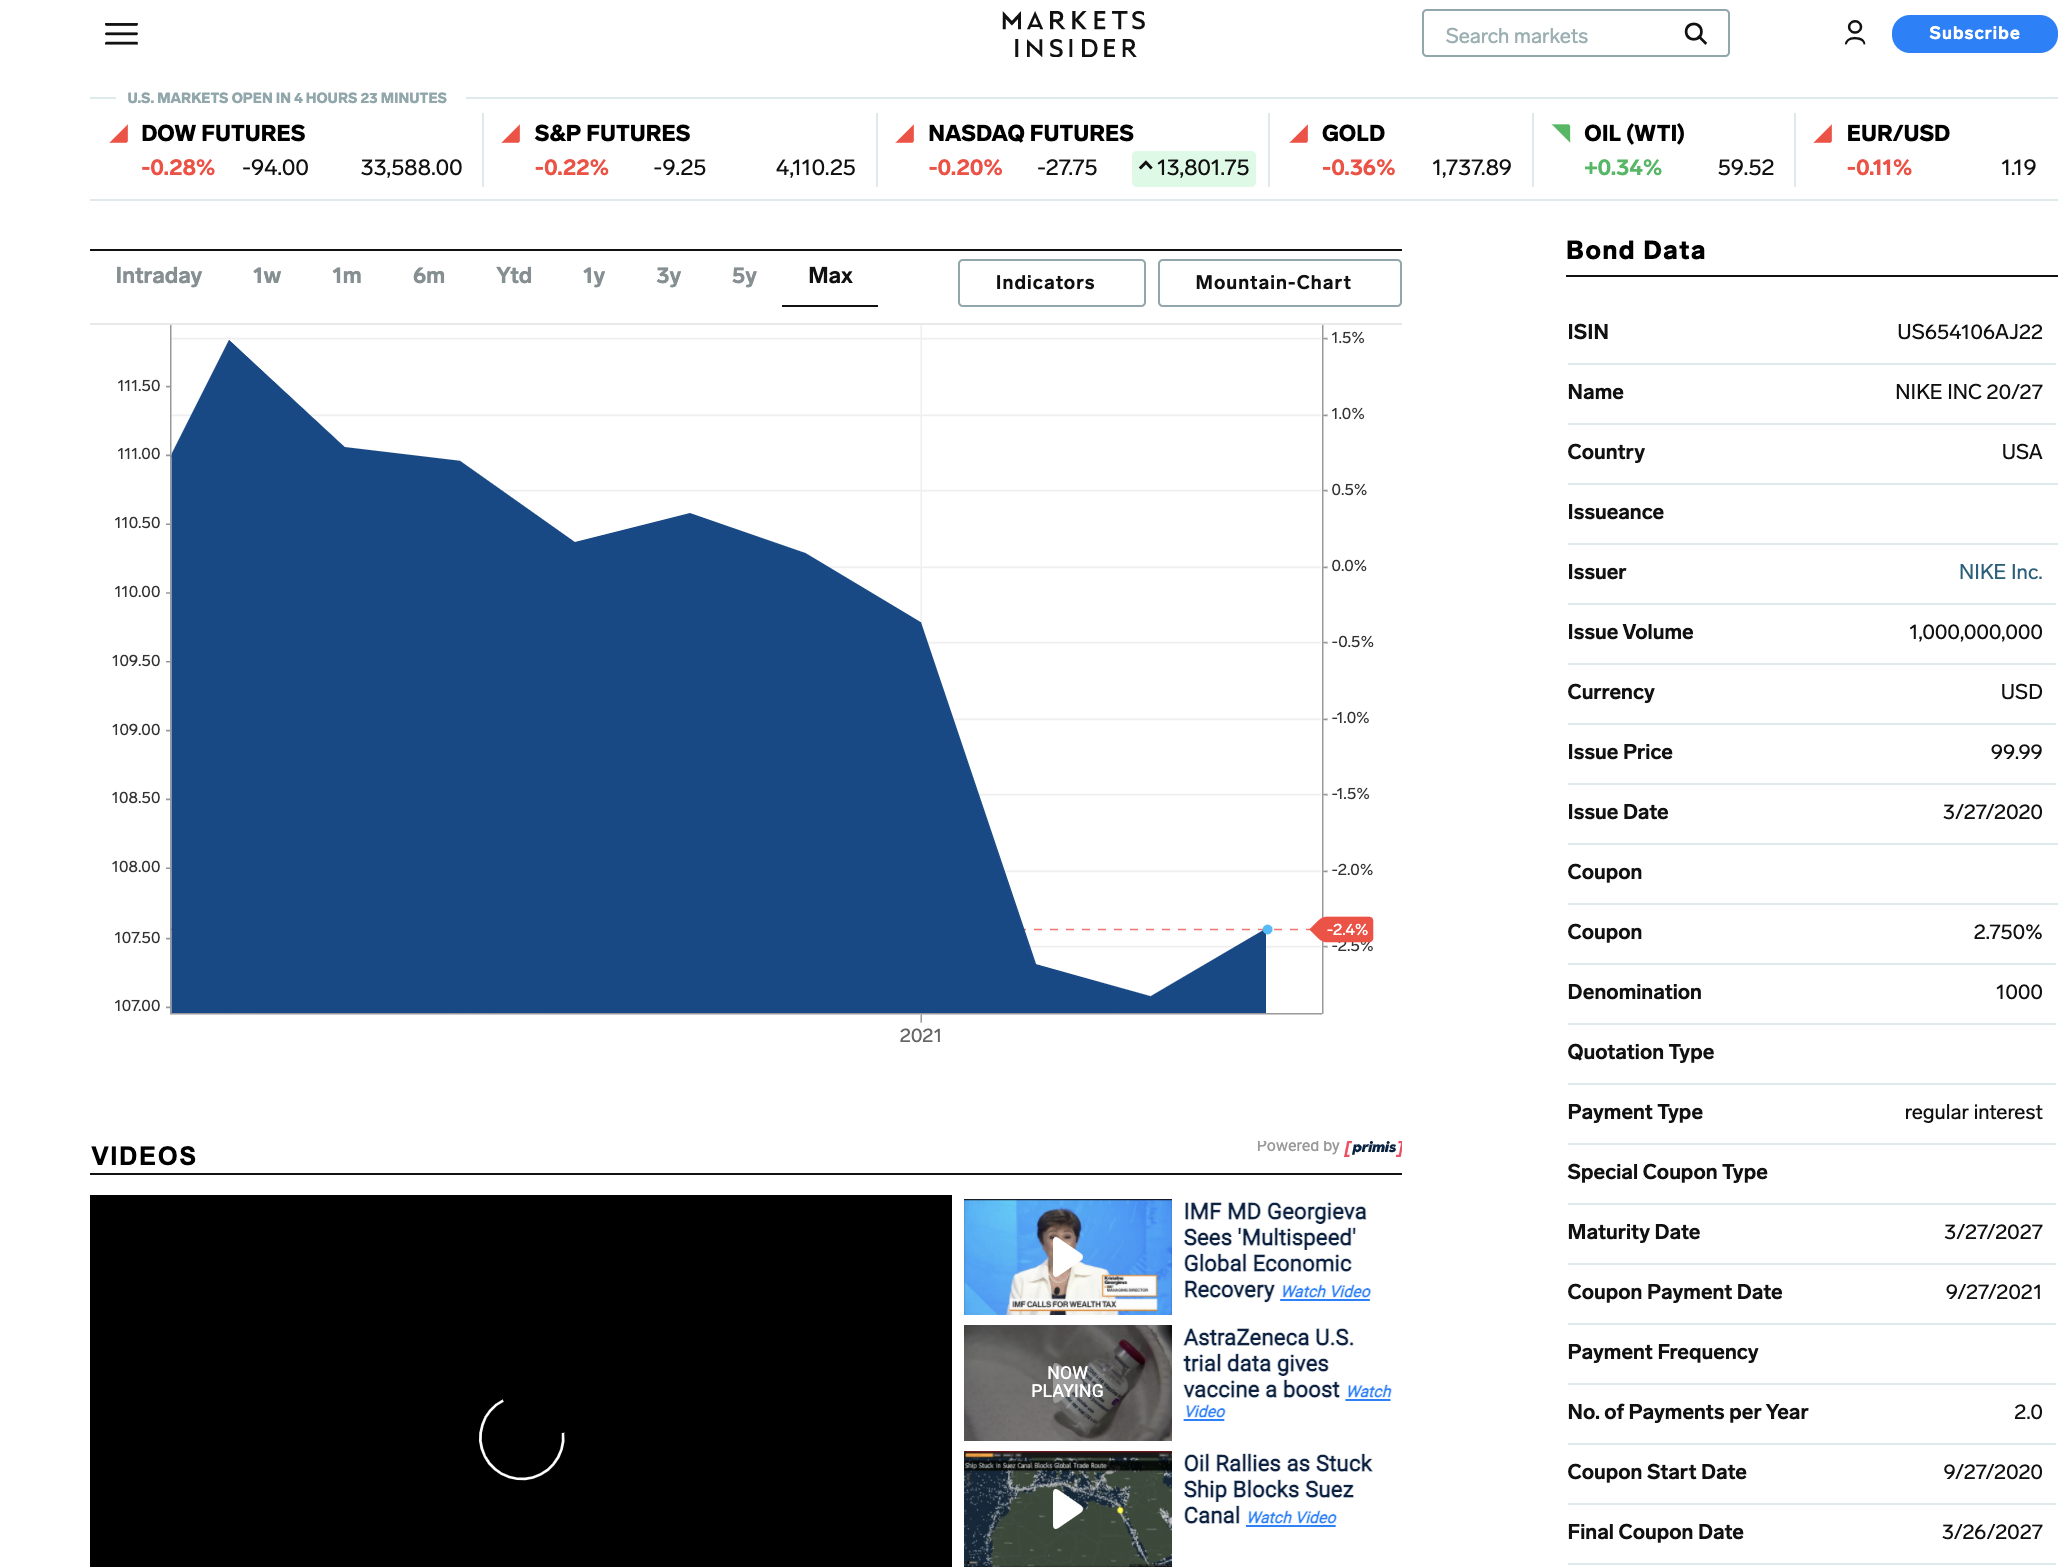 MARKETS
INSIDER
Search markets
Subscribe
U.S. MARKETS OPEN IN 4 HOURS 23 MINUTES
DOW FUTURES
-0.28% -94.00 33,588.00
S&P FUTURES
-0.22% -9.25 4,110.25
NASDAQ FUTURES
-0.20% -27.75 13,801.75
GOLD
-0.36% 1,737.89
OIL (WTI)
+0.34% 59.52
EUR/USD
-0.11% 1.19
Intraday 1w 1m 6m Ytd 1y 3y 5y Max
Indicators
Mountain-Chart
111.50
111.00
110.50
110.00
109.50
109.00
108.50
108.00
107.50
107.00
1.5%
1.0%
0.5%
0.0%
-0.5%
-1.0%
-1.5%
-2.0%
-2.4%
-2.5%
2021
Bond Data
ISIN US654106AJ22
Name NIKE INC 20/27
Country USA
Issueance
Issuer NIKE Inc.
Issue Volume 1,000,000,000
Currency USD
Issue Price 99.99
Issue Date 3/27/2020
Coupon
Coupon 2.750%
Denomination 1000
Quotation Type
Payment Type regular interest
Special Coupon Type
Maturity Date 3/27/2027
Coupon Payment Date 9/27/2021
Payment Frequency
No. of Payments per Year 2.0
Coupon Start Date 9/27/2020
Final Coupon Date 3/26/2027
VIDEOS
Powered by [primis]
IMF CALLS FOR WEALTH TAX
IMF MD Georgieva
Sees 'Multispeed'
Global Economic
Recovery Watch Video
NOW
PLAYING
AstraZeneca U.S.
trial data gives
vaccine a boost Watch
Video
Ship Stuck in Suez Canal Blocks Global Trade Route
Oil Rallies as Stuck
Ship Blocks Suez
Canal Watch Video